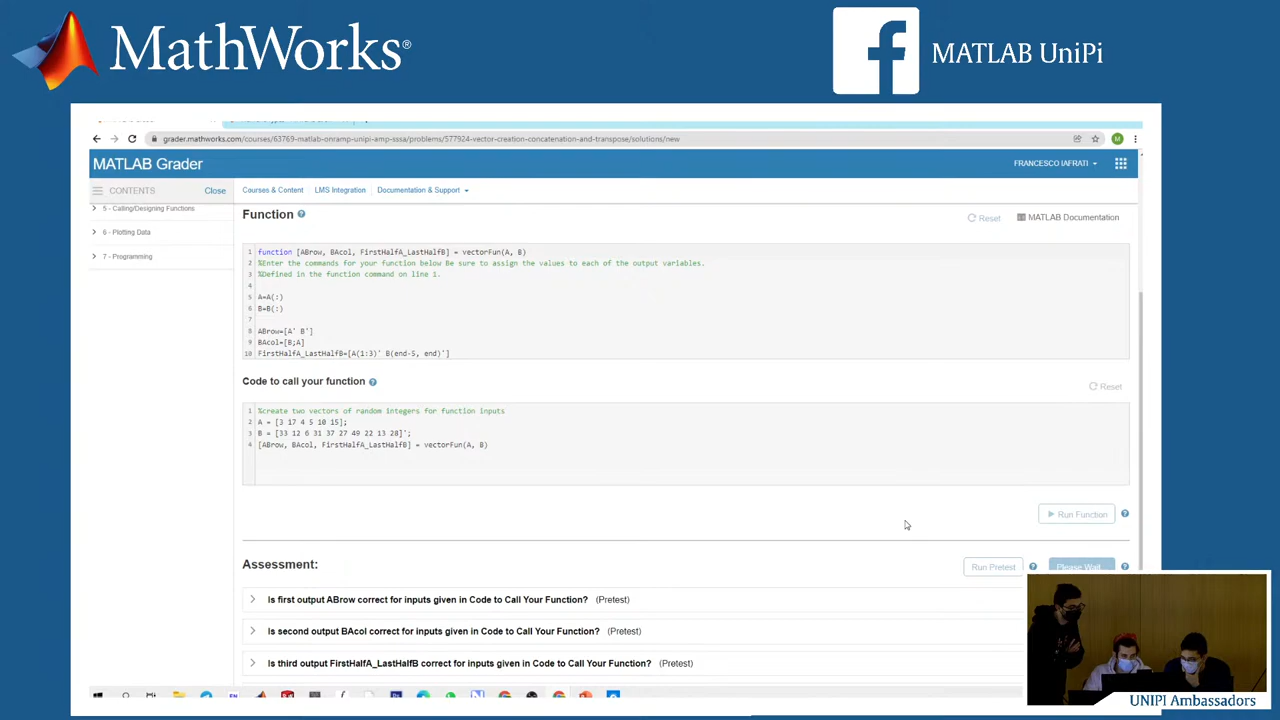 MathWorks®
f MATLAB UniPi
grader.mathworks.com/courses/63769-matlab-onramp-unipi-amp-sssa/problems/577924-vector-creation-concatenation-and-transpose/solutions/new
M
MATLAB Grader
FRANCESCO IAFRATI
CONTENTS Close
Courses & Content LMS Integration Documentation & Support
5 - Calling/Designing Functions
6 - Plotting Data
7 - Programming
Function ?
Reset MATLAB Documentation
1 function [ABrow, BAcol, FirstHalfA_LastHalfB] = vectorFun(A, B)
2 %Enter the commands for your function below Be sure to assign the values to each of the output variables.
3 %Defined in the function command on line 1.
4
5 A=A(:)
6 B=B(:)
7
8 ABrow=[A' B']
9 BAcol=[B;A]
10 FirstHalfA_LastHalfB=[A(1:3)' B(end-5, end)']
Code to call your function ?
Reset
1 %create two vectors of random integers for function inputs
2 A = [3 17 4 5 10 15];
3 B = [33 12 6 31 37 27 49 22 13 28]';
4 [ABrow, BAcol, FirstHalfA_LastHalfB] = vectorFun(A, B)
Run Function ?
Assessment:
Run Pretest ? Please Wait... ?
Is first output ABrow correct for inputs given in Code to Call Your Function? (Pretest)
Is second output BAcol correct for inputs given in Code to Call Your Function? (Pretest)
Is third output FirstHalfA_LastHalfB correct for inputs given in Code to Call Your Function? (Pretest)
UNIPI Ambassadors